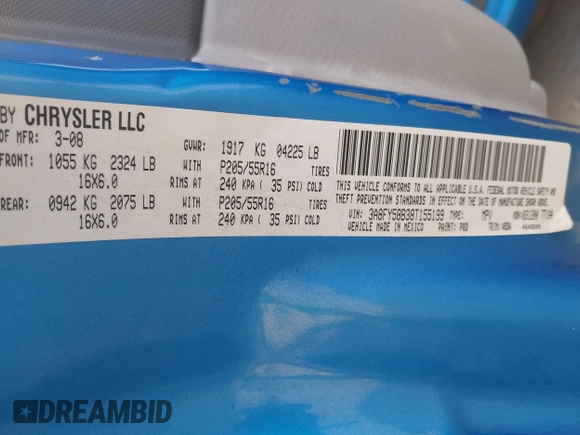 BY CHRYSLER LLC
OF MFR: 3-08 GVWR: 1917 KG 04225 LB
FRONT: 1055 KG 2324 LB WITH P205/55R16 TIRES
16X6.0 RIMS AT 240 KPA ( 35 PSI) COLD
REAR: 0942 KG 2075 LB WITH P205/55R16 TIRES
16X6.0 RIMS AT 240 KPA ( 35 PSI) COLD
THIS VEHICLE CONFORMS TO ALL APPLICABLE U.S.A. FEDERAL MOTOR VEHICLE SAFETY AND
THEFT PREVENTION STANDARDS IN EFFECT ON THE DATE OF MANUFACTURE SHOWN ABOVE.
VIN: 3A8FY58B38T155199 TYPE: MPV MDH:
VEHICLE MADE IN MEXICO PAINT: TRIM:
DREAMBID